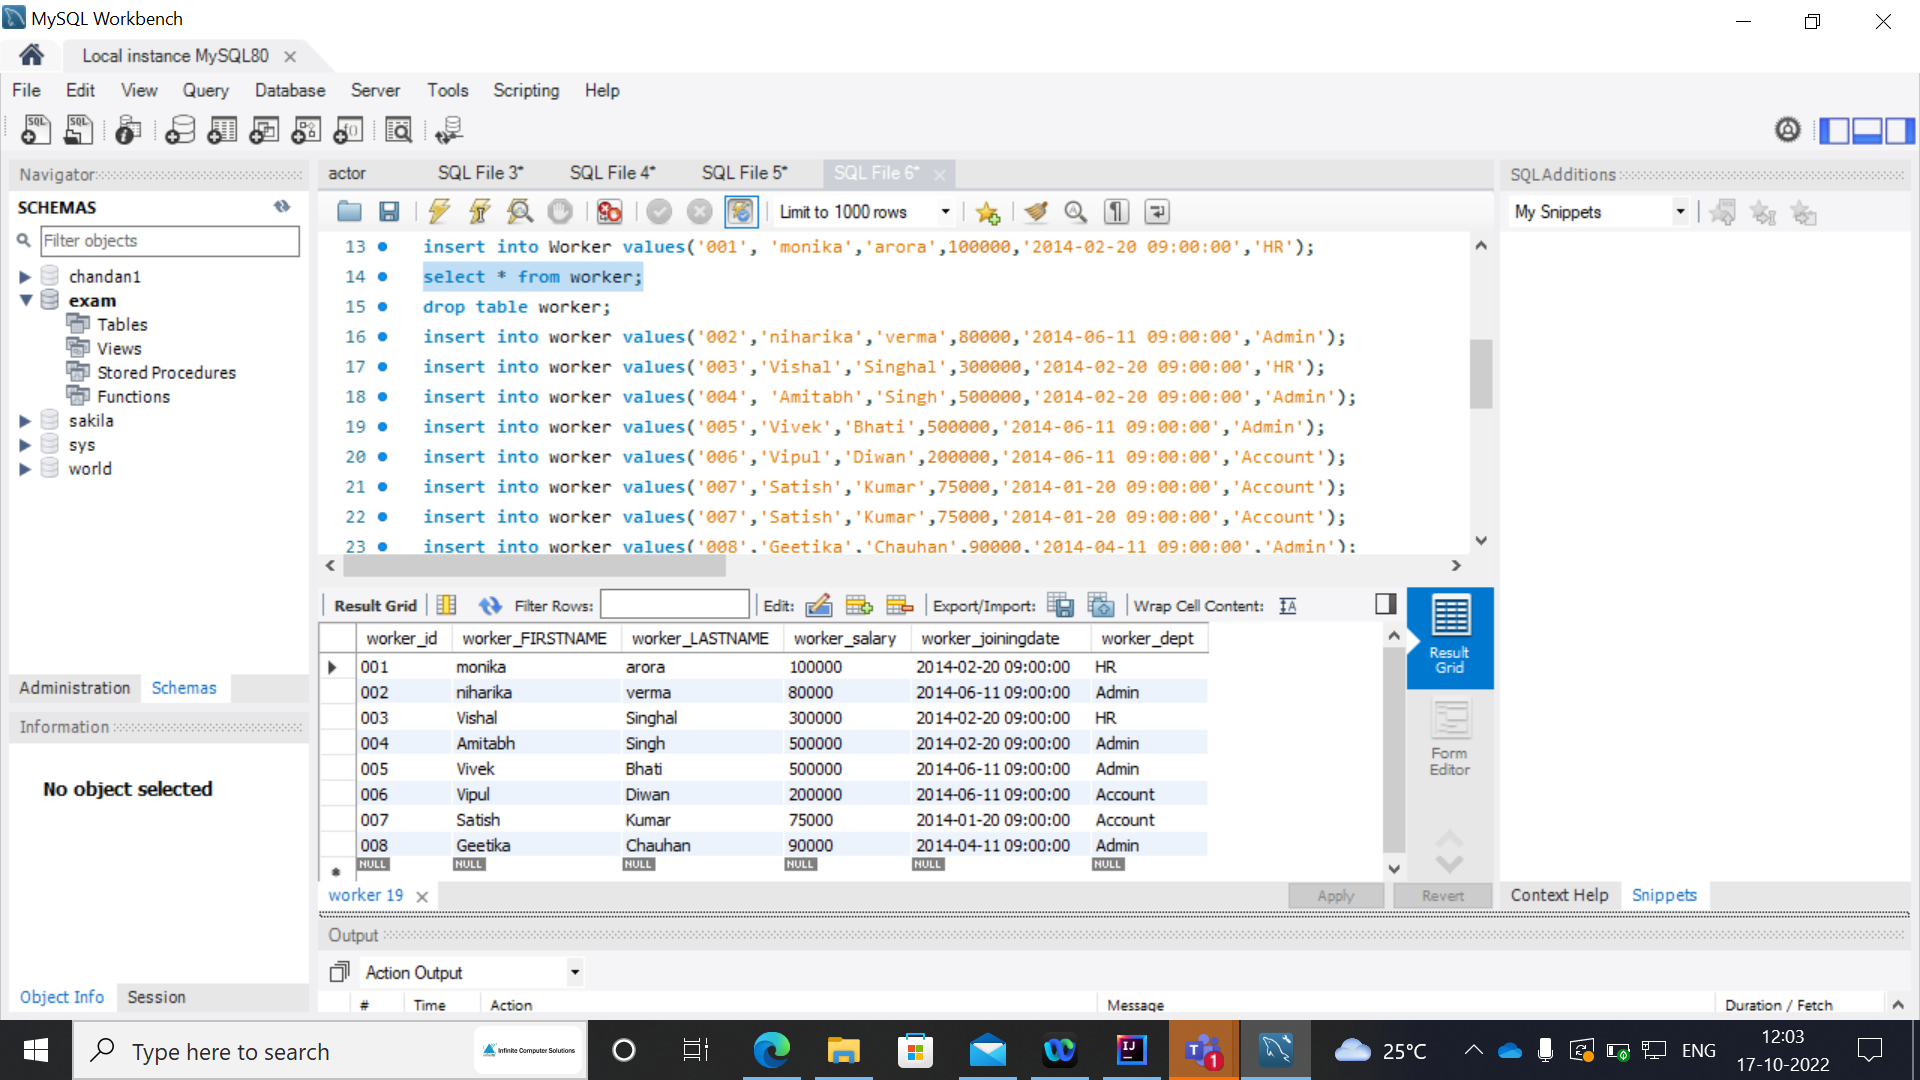 MySQL Workbench
Local instance MySQL80
File Edit View Query Database Server Tools Scripting Help
Navigator
SCHEMAS
Filter objects
chandan1
exam
Tables
Views
Stored Procedures
Functions
sakila
sys
world
Administration Schemas
Information
No object selected
Object Info Session
actor SQL File 3* SQL File 4* SQL File 5* SQL File 6*
Limit to 1000 rows
13 insert into Worker values('001', 'monika','arora',100000,'2014-02-20 09:00:00','HR');
14 select * from worker;
15 drop table worker;
16 insert into worker values('002','niharika','verma',80000,'2014-06-11 09:00:00','Admin');
17 insert into worker values('003','Vishal','Singhal',300000,'2014-02-20 09:00:00','HR');
18 insert into worker values('004', 'Amitabh','Singh',500000,'2014-02-20 09:00:00','Admin');
19 insert into worker values('005','Vivek','Bhati',500000,'2014-06-11 09:00:00','Admin');
20 insert into worker values('006','Vipul','Diwan',200000,'2014-06-11 09:00:00','Account');
21 insert into worker values('007','Satish','Kumar',75000,'2014-01-20 09:00:00','Account');
22 insert into worker values('007','Satish','Kumar',75000,'2014-01-20 09:00:00','Account');
23 insert into worker values('008','Geetika','Chauhan',90000,'2014-04-11 09:00:00','Admin');
Result Grid Filter Rows: Edit: Export/Import: Wrap Cell Content:
worker_id worker_FIRSTNAME worker_LASTNAME worker_salary worker_joiningdate worker_dept
001 monika arora 100000 2014-02-20 09:00:00 HR
002 niharika verma 80000 2014-06-11 09:00:00 Admin
003 Vishal Singhal 300000 2014-02-20 09:00:00 HR
004 Amitabh Singh 500000 2014-02-20 09:00:00 Admin
005 Vivek Bhati 500000 2014-06-11 09:00:00 Admin
006 Vipul Diwan 200000 2014-06-11 09:00:00 Account
007 Satish Kumar 75000 2014-01-20 09:00:00 Account
008 Geetika Chauhan 90000 2014-04-11 09:00:00 Admin
NULL NULL NULL NULL NULL NULL
Result
Grid
Form
Editor
worker 19
Apply Revert
Output
Action Output
# Time Action Message Duration / Fetch
SQLAdditions
My Snippets
Context Help Snippets
Type here to search
Infinite Computer Solutions
1
25°C
ENG
12:03
17-10-2022